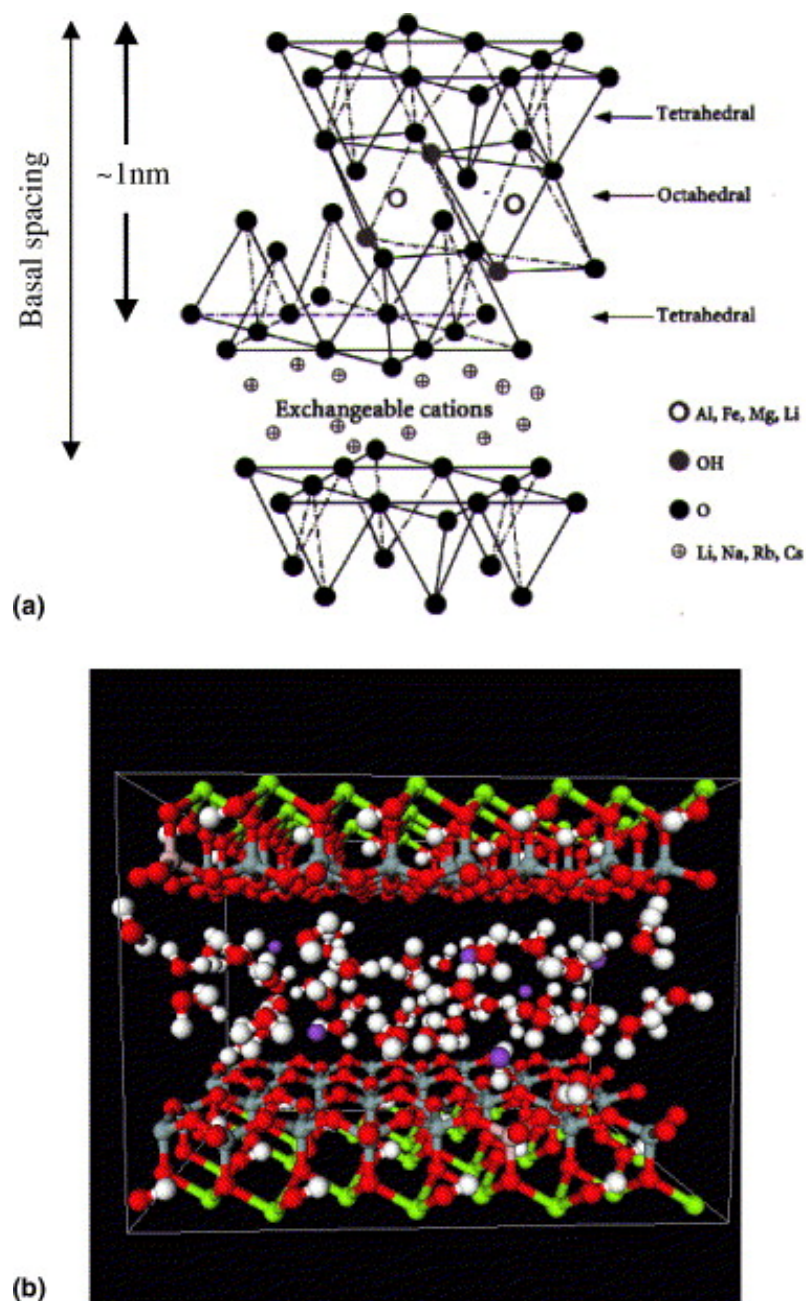 Tetrahedral
Octahedral
Tetrahedral
~1nm
Basal spacing
Exchangeable cations
Al, Fe, Mg, Li
OH
O
Li, Na, Rb, Cs
(a)
(b)